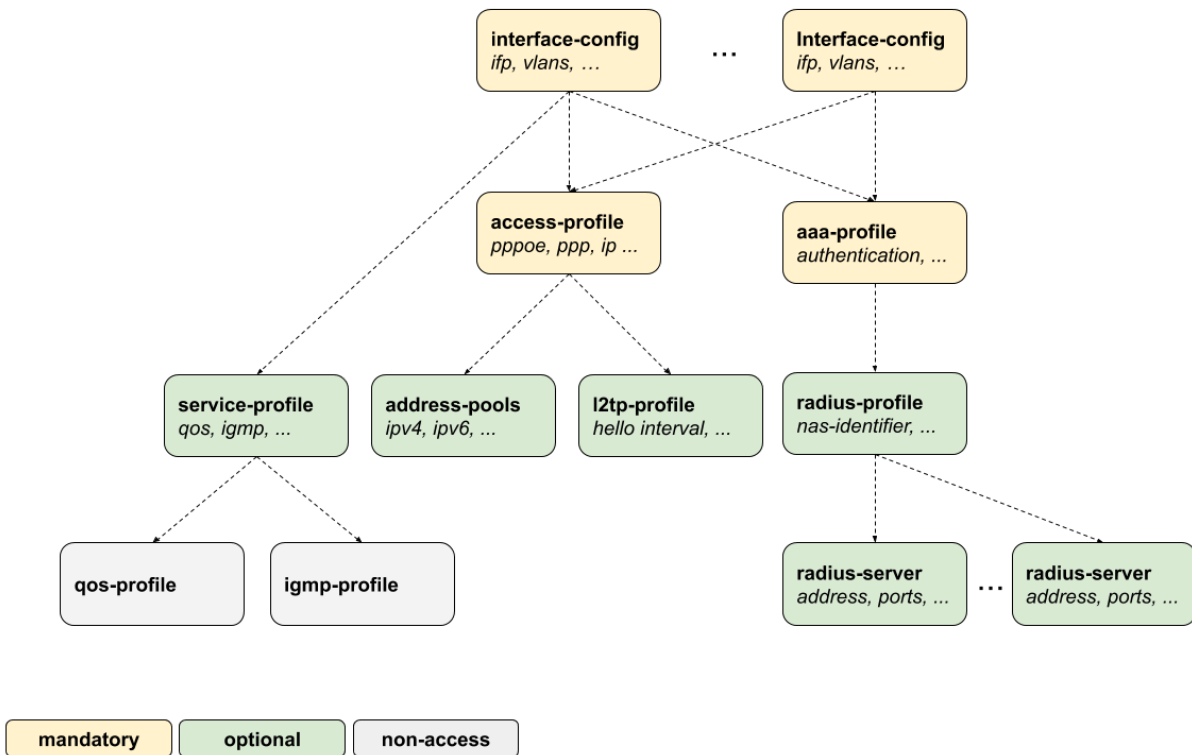 interface-config
ifp, vlans, …
...
Interface-config
ifp, vlans, …
access-profile
pppoe, ppp, ip ...
aaa-profile
authentication, ...
service-profile
qos, igmp, ...
address-pools
ipv4, ipv6, ...
l2tp-profile
hello interval, ...
radius-profile
nas-identifier, ...
qos-profile
igmp-profile
radius-server
address, ports, ...
...
radius-server
address, ports, ...
mandatory
optional
non-access